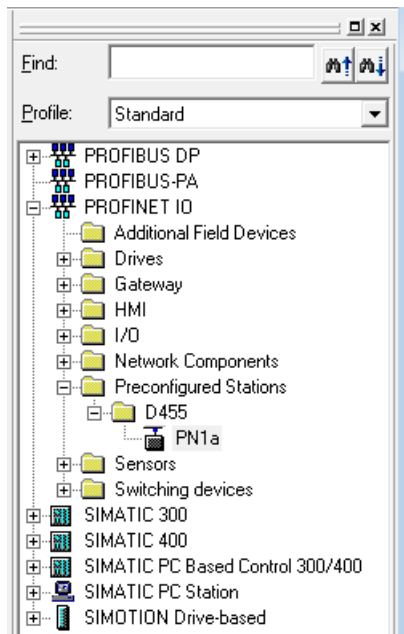 Find:
Profile: Standard
PROFIBUS DP
PROFIBUS-PA
PROFINET IO
Additional Field Devices
Drives
Gateway
HMI
I/O
Network Components
Preconfigured Stations
D455
PN1a
Sensors
Switching devices
SIMATIC 300
SIMATIC 400
SIMATIC PC Based Control 300/400
SIMATIC PC Station
SIMOTION Drive-based